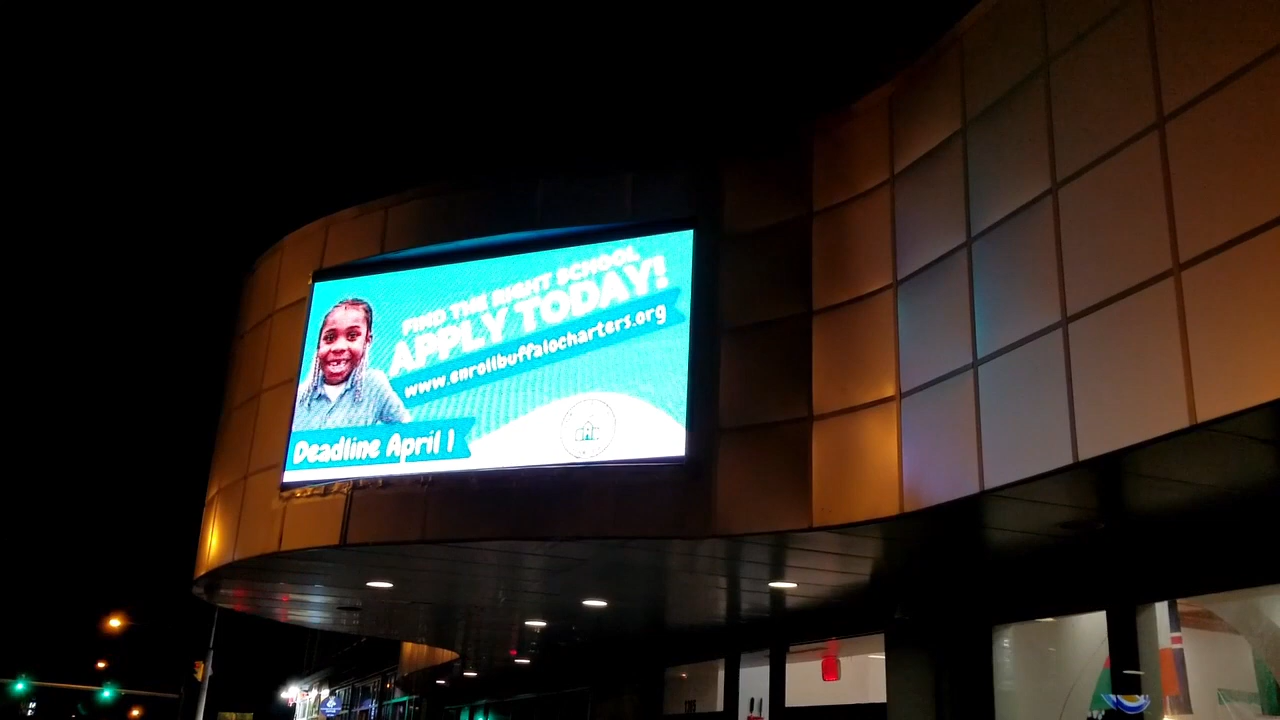 FIND THE RIGHT SCHOOL
APPLY TODAY!
www.enrollbuffalocharters.org
Deadline April 1